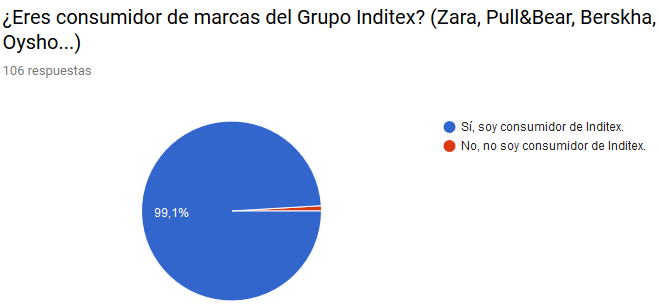 ¿Eres consumidor de marcas del Grupo Inditex? (Zara, Pull&Bear, Berskha,
Oysho...)
106 respuestas
Sí, soy consumidor de Inditex.
No, no soy consumidor de Inditex.
99,1%